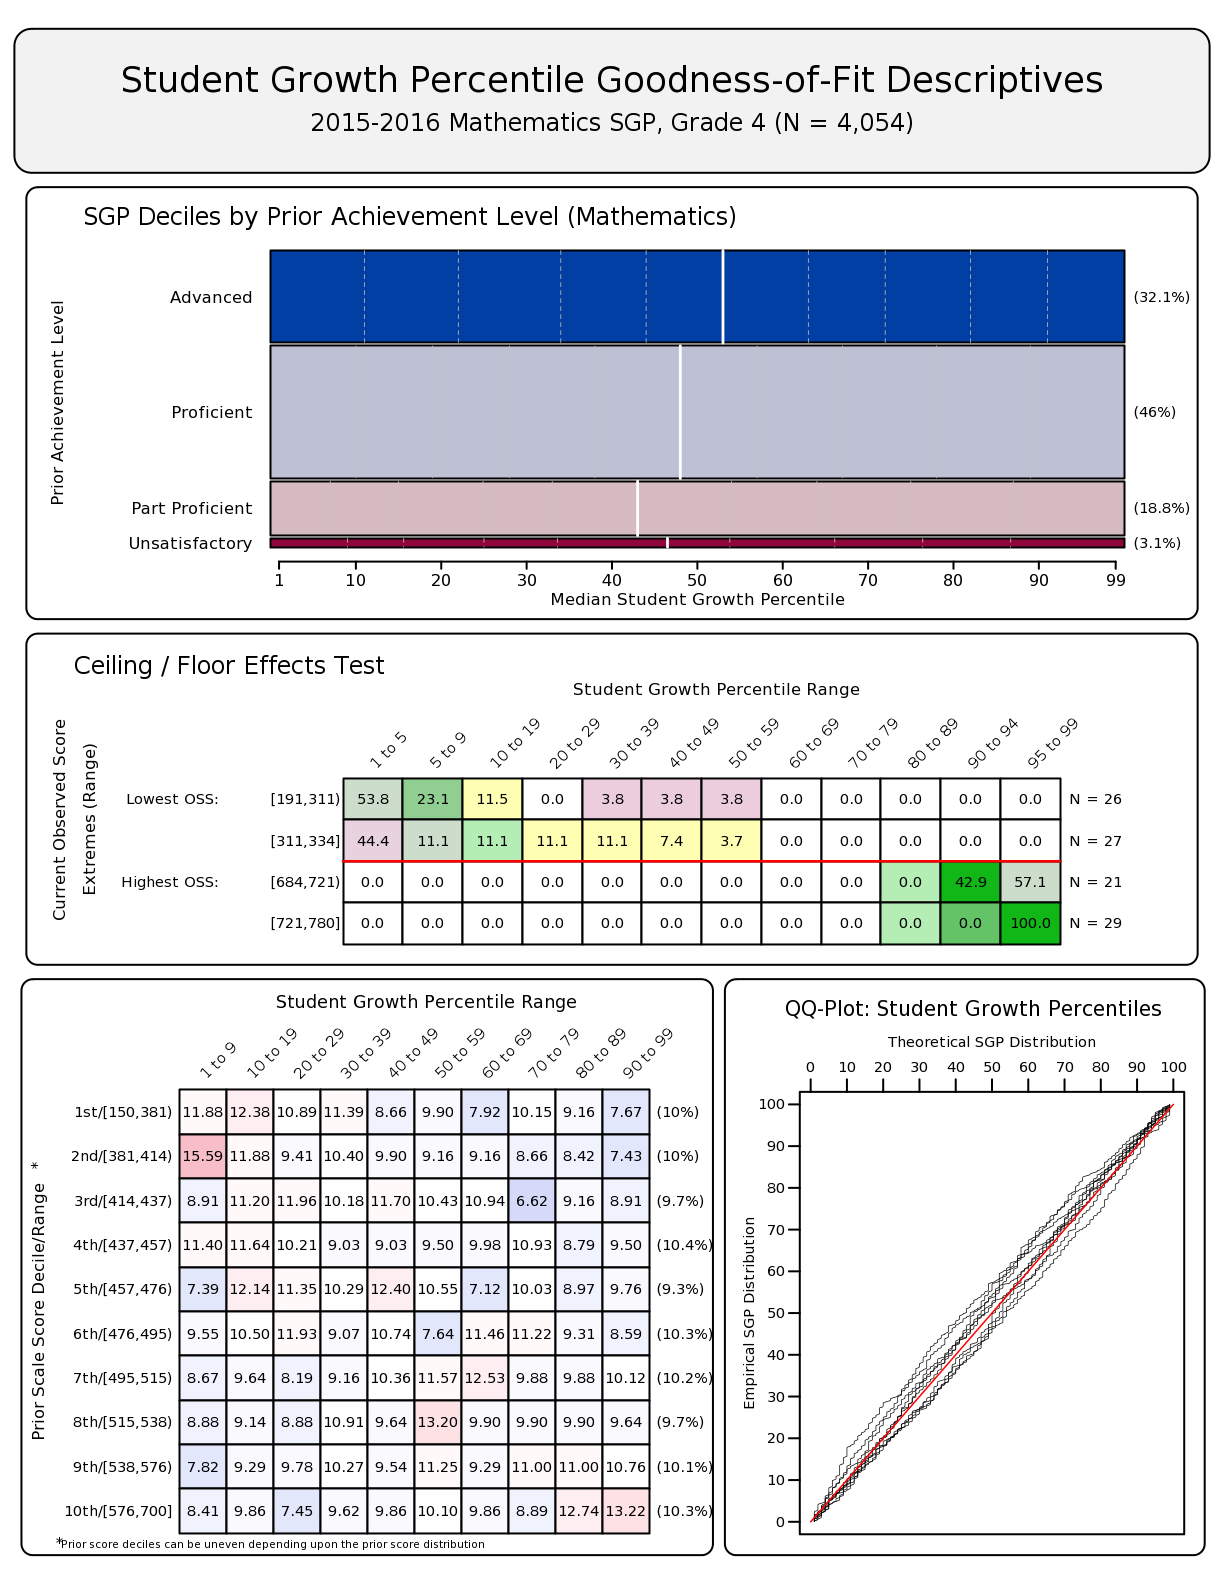 Student Growth Percentile Goodness-of-Fit Descriptives
2015-2016 Mathematics SGP, Grade 4 (N = 4,054)
SGP Deciles by Prior Achievement Level (Mathematics)
Prior Achievement Level
Advanced (32.1%)
Proficient (46%)
Part Proficient (18.8%)
Unsatisfactory (3.1%)
1 10 20 30 40 50 60 70 80 90 99
Median Student Growth Percentile
Ceiling / Floor Effects Test
Student Growth Percentile Range
Current Observed Score
Extremes (Range)
1 to 5 5 to 9 10 to 19 20 to 29 30 to 39 40 to 49 50 to 59 60 to 69 70 to 79 80 to 89 90 to 94 95 to 99
Lowest OSS: [191,311) 53.8 23.1 11.5 0.0 3.8 3.8 3.8 0.0 0.0 0.0 0.0 0.0 N = 26
[311,334] 44.4 11.1 11.1 11.1 11.1 7.4 3.7 0.0 0.0 0.0 0.0 0.0 N = 27
Highest OSS: [684,721) 0.0 0.0 0.0 0.0 0.0 0.0 0.0 0.0 0.0 0.0 42.9 57.1 N = 21
[721,780] 0.0 0.0 0.0 0.0 0.0 0.0 0.0 0.0 0.0 0.0 0.0 100.0 N = 29
Student Growth Percentile Range
Prior Scale Score Decile/Range *
1 to 9 10 to 19 20 to 29 30 to 39 40 to 49 50 to 59 60 to 69 70 to 79 80 to 89 90 to 99
1st/[150,381) 11.88 12.38 10.89 11.39 8.66 9.90 7.92 10.15 9.16 7.67 (10%)
2nd/[381,414) 15.59 11.88 9.41 10.40 9.90 9.16 9.16 8.66 8.42 7.43 (10%)
3rd/[414,437) 8.91 11.20 11.96 10.18 11.70 10.43 10.94 6.62 9.16 8.91 (9.7%)
4th/[437,457) 11.40 11.64 10.21 9.03 9.03 9.50 9.98 10.93 8.79 9.50 (10.4%)
5th/[457,476) 7.39 12.14 11.35 10.29 12.40 10.55 7.12 10.03 8.97 9.76 (9.3%)
6th/[476,495) 9.55 10.50 11.93 9.07 10.74 7.64 11.46 11.22 9.31 8.59 (10.3%)
7th/[495,515) 8.67 9.64 8.19 9.16 10.36 11.57 12.53 9.88 9.88 10.12 (10.2%)
8th/[515,538) 8.88 9.14 8.88 10.91 9.64 13.20 9.90 9.90 9.90 9.64 (9.7%)
9th/[538,576) 7.82 9.29 9.78 10.27 9.54 11.25 9.29 11.00 11.00 10.76 (10.1%)
10th/[576,700] 8.41 9.86 7.45 9.62 9.86 10.10 9.86 8.89 12.74 13.22 (10.3%)
*Prior score deciles can be uneven depending upon the prior score distribution
QQ-Plot: Student Growth Percentiles
Theoretical SGP Distribution
0 10 20 30 40 50 60 70 80 90 100
Empirical SGP Distribution
100
90
80
70
60
50
40
30
20
10
0